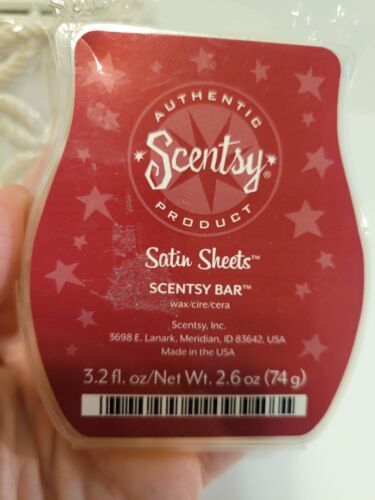 AUTHENTIC
Scentsy®
PRODUCT
Satin Sheets™
SCENTSY BAR™
wax/cire/cera
Scentsy, Inc.
3698 E. Lanark, Meridian, ID 83642, USA
Made in the USA
3.2 fl. oz/Net Wt. 2.6 oz (74 g)